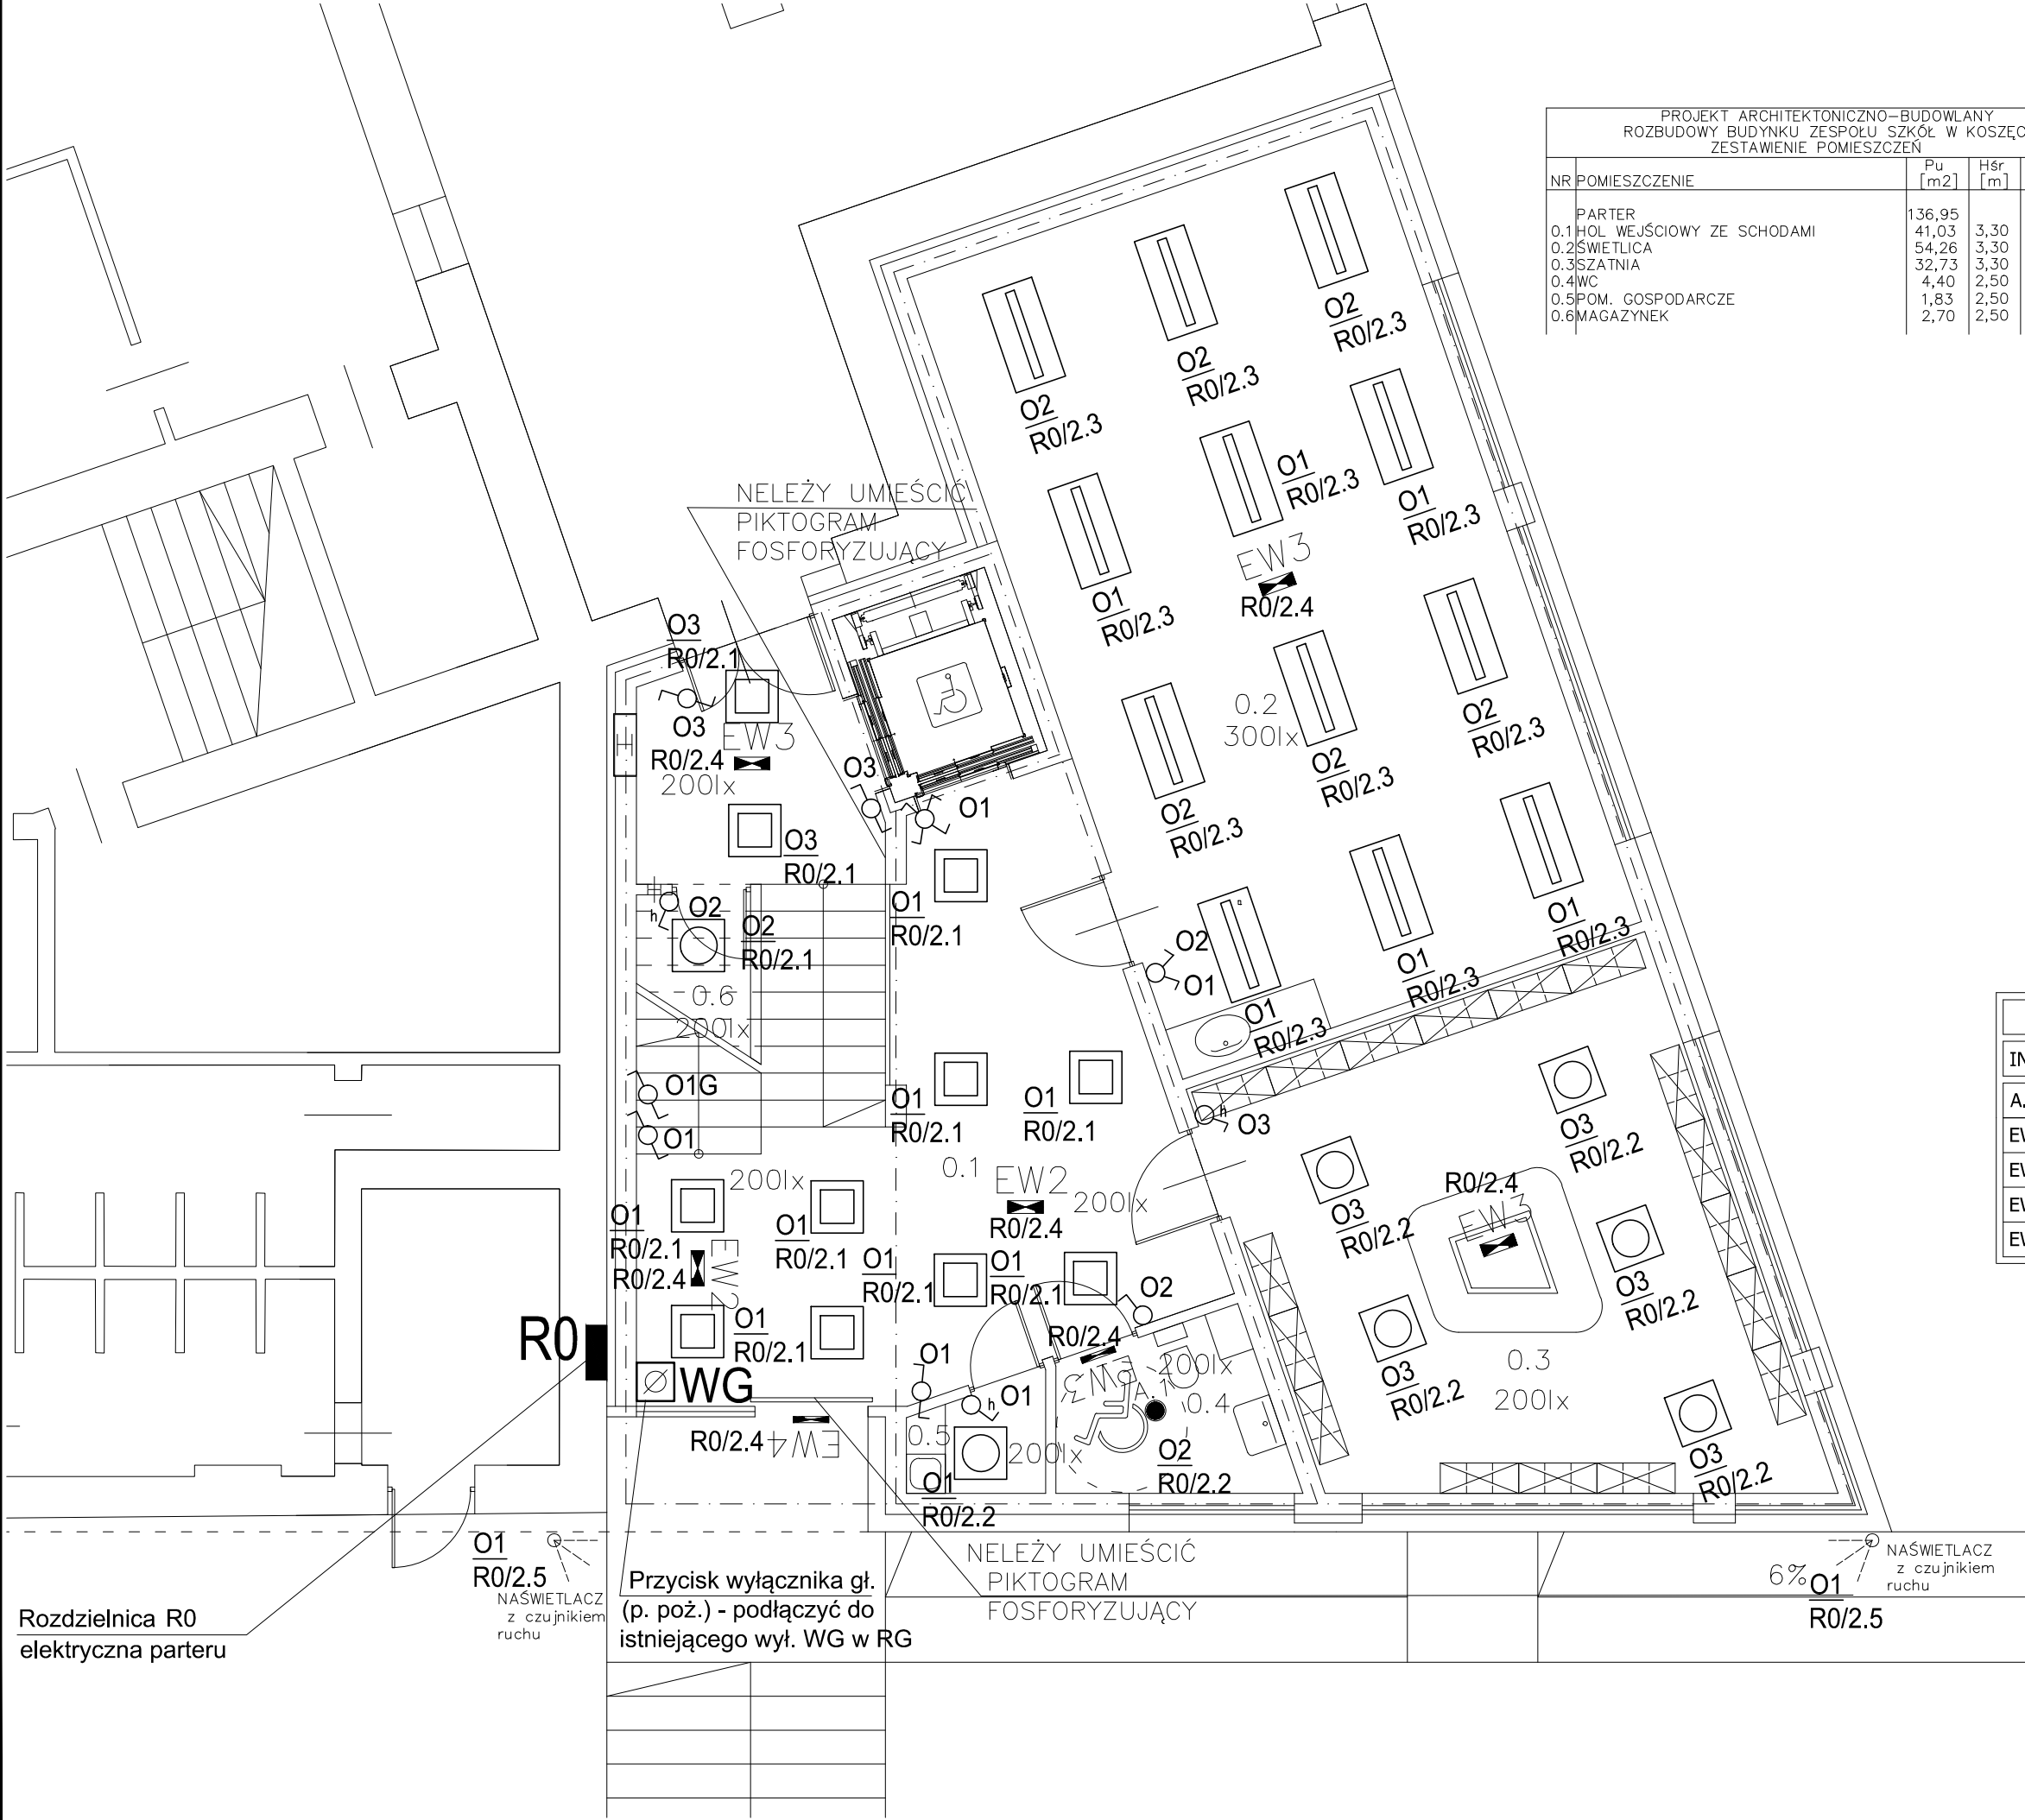 PROJEKT ARCHITEKTONICZNO-BUDOWLANY
ROZBUDOWY BUDYNKU ZESPOŁU SZKÓŁ W
ZESTAWIENIE POMIESZCZEŃ
NR POMIESZCZENIE Pu [m2] Hśr [m]
PARTER 136,95
0.1 HOL WEJŚCIOWY ZE SCHODAMI 41,03 3,30
0.2 ŚWIETLICA 54,26 3,30
0.3 SZATNIA 32,73 3,30
0.4 WC 4,40 2,50
0.5 POM. GOSPODARCZE 1,83 2,50
0.6 MAGAZYNEK 2,70 2,50
O2
R0/2.3
O2
R0/2.3
O2
R0/2.3
O1
R0/2.3
O1
R0/2.3
O1
R0/2.3
NELEŻY UMIEŚCIĆ
PIKTOGRAM
FOSFORYZUJĄCY
EW3
R0/2.4
O3
R0/2.1
O3
R0/2.4
EW3
200lx
O3
O1
O3
R0/2.1
0.2
300lx
O2
R0/2.3
O2
R0/2.3
O2
R0/2.3
O1
R0/2.3
O1
R0/2.3
O1
R0/2.3
O2
O1
h
O2
O2
R0/2.1
0.6
200lx
O1
R0/2.1
O1G
O1
O1
R0/2.1
O1
R0/2.1
h
O3
0.1
200lx
EW2
R0/2.4
200lx
O1
R0/2.1
R0/2.4
EW2
O1
R0/2.1
O1
R0/2.1
O1
R0/2.1
O1
R0/2.1
O2
O3
R0/2.2
O3
R0/2.2
R0/2.4
EW3
O3
R0/2.2
O3
R0/2.2
O3
R0/2.2
0.3
200lx
R0
WG
R0/2.4
EW4
R0/2.4
EW3
A.1
200lx
0.4
O1
h
O1
0.5
200lx
O1
R0/2.2
O2
R0/2.2
IN
A.
O1
R0/2.5
NAŚWIETLACZ
z czujnikiem
ruchu
Przycisk wyłącznika gł.
(p. poż.) - podłączyć do
istniejącego wył. WG w RG
NELEŻY UMIEŚCIĆ
PIKTOGRAM
FOSFORYZUJĄCY
6%
O1
R0/2.5
NAŚWIETLACZ
z czujnikiem
ruchu
Rozdzielnica R0
elektryczna parteru